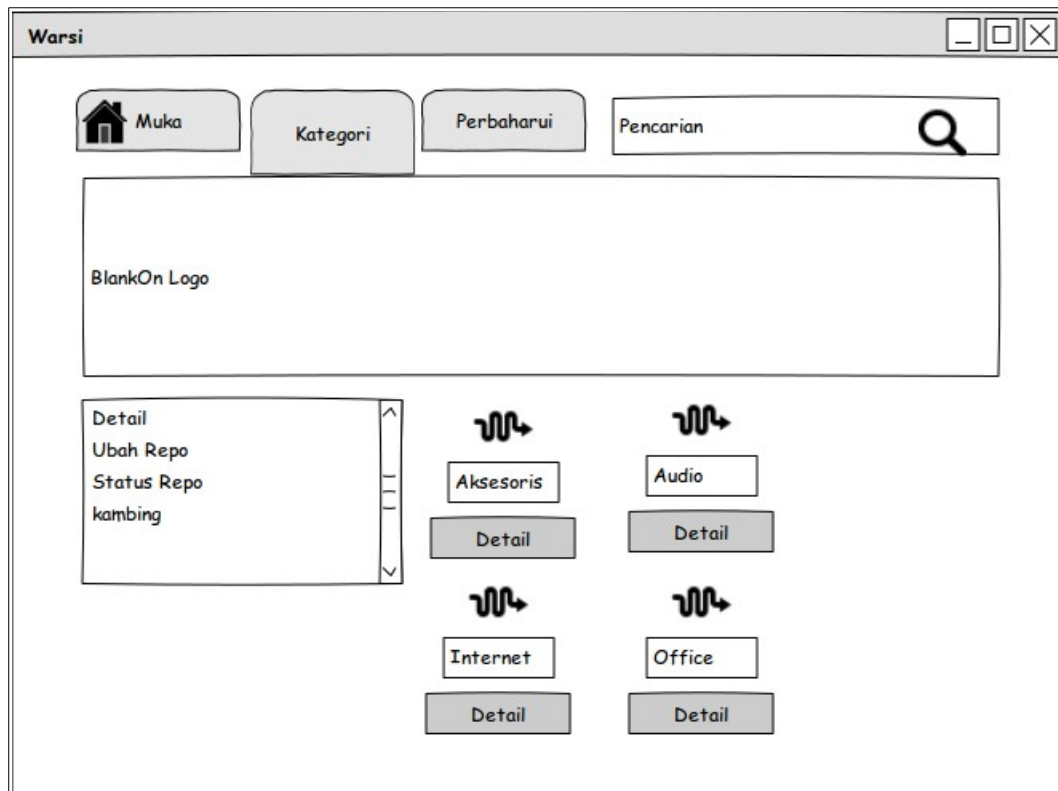 Warsi
Muka
Kategori
Perbaharui
Pencarian
BlankOn Logo
Detail
Ubah Repo
Status Repo
kambing
Aksesoris
Audio
Detail
Detail
Internet
Office
Detail
Detail